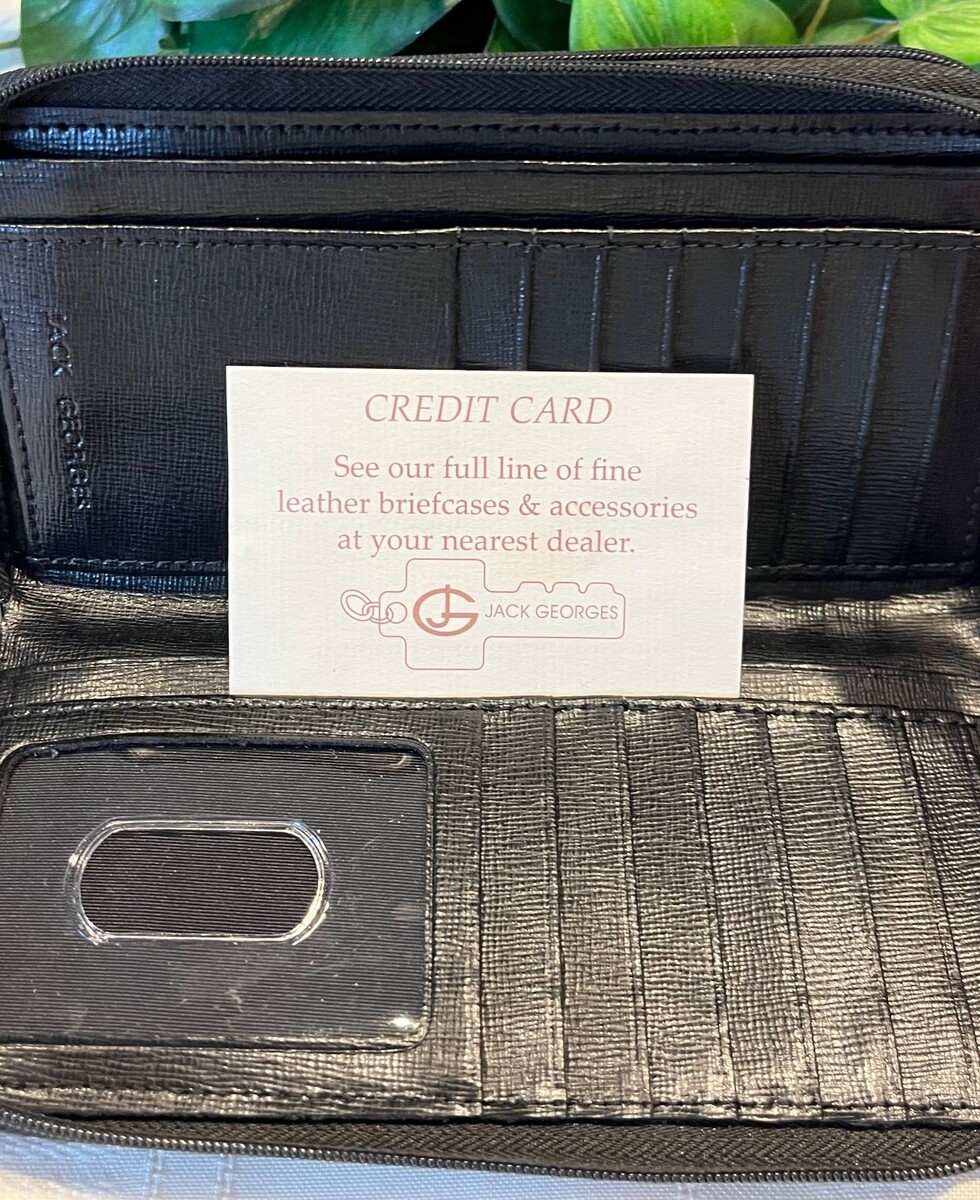 JACK GEORGES
CREDIT CARD
See our full line of fine
leather briefcases & accessories
at your nearest dealer.
JG JACK GEORGES